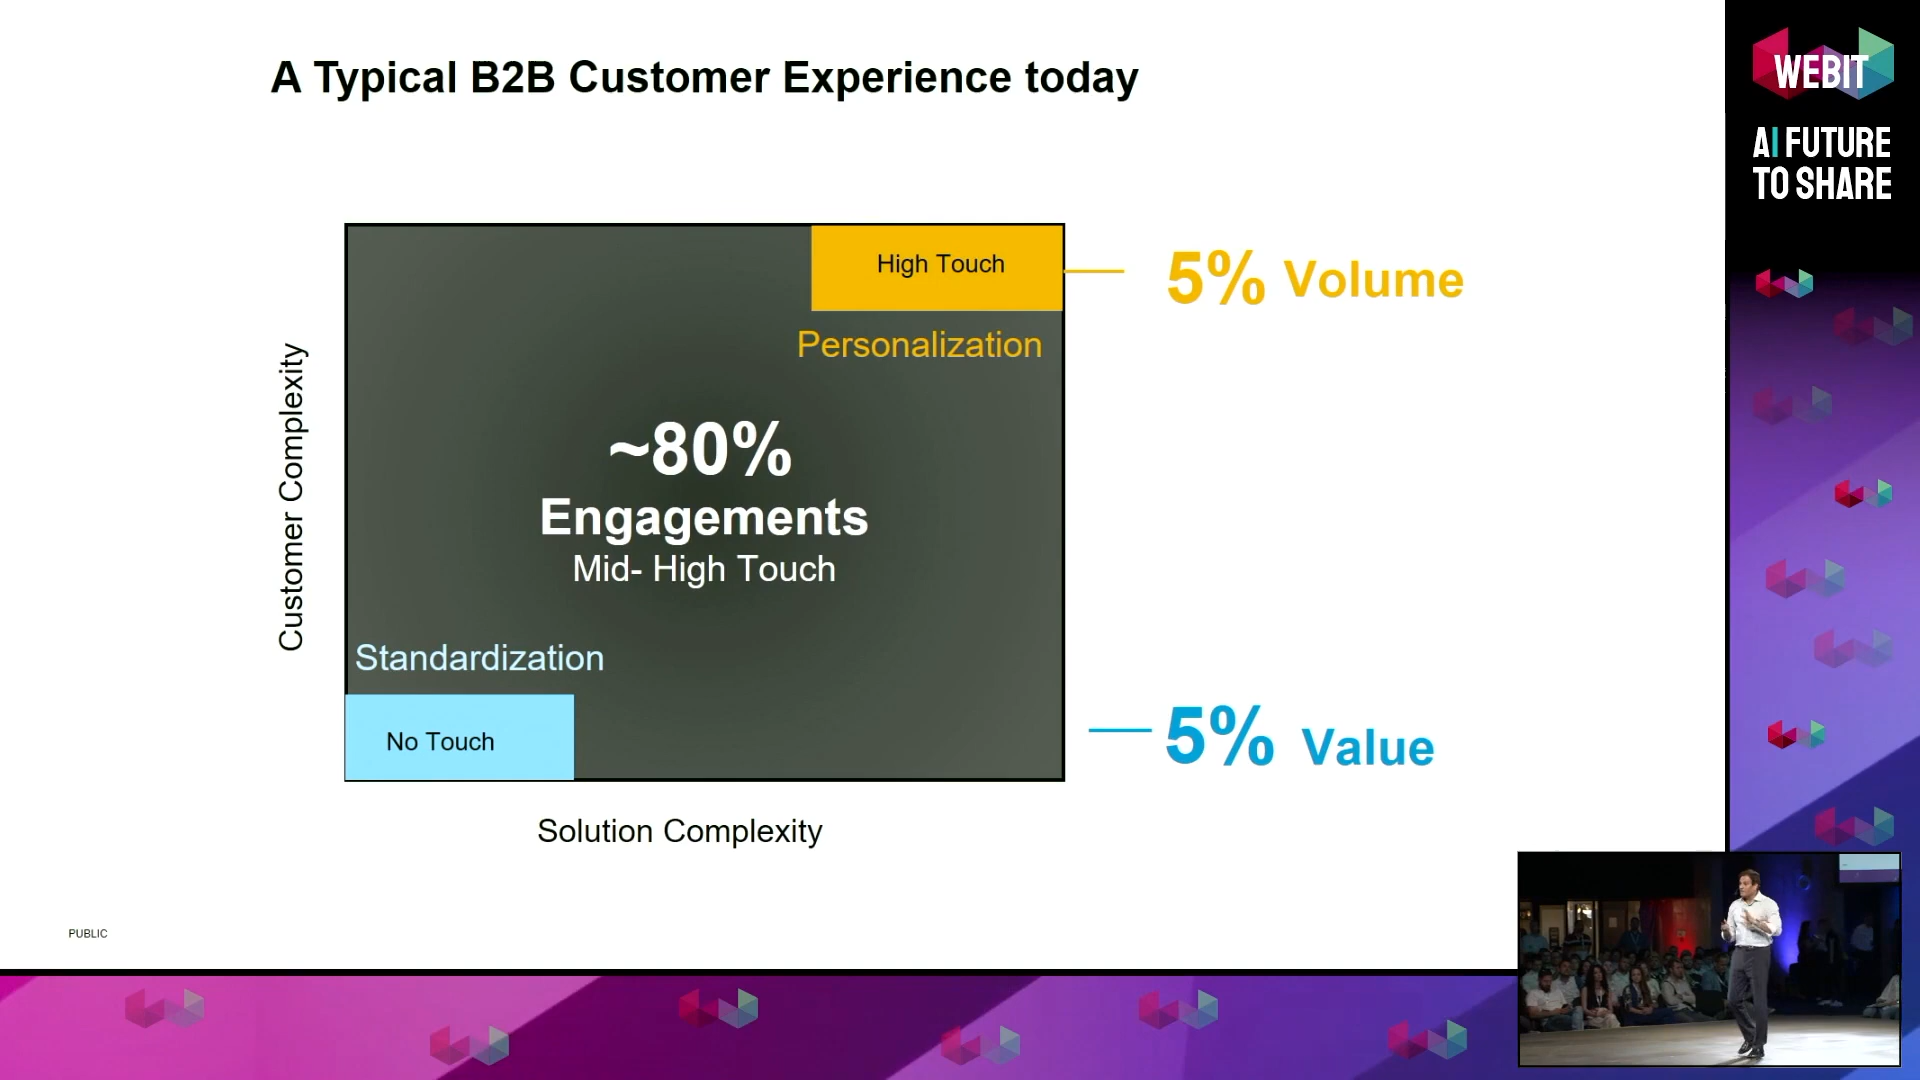 A Typical B2B Customer Experience today
WEBIT
AI FUTURE
TO SHARE
High Touch
5% Volume
Personalization
Customer Complexity
~80%
Engagements
Mid- High Touch
Standardization
No Touch
5% Value
Solution Complexity
PUBLIC